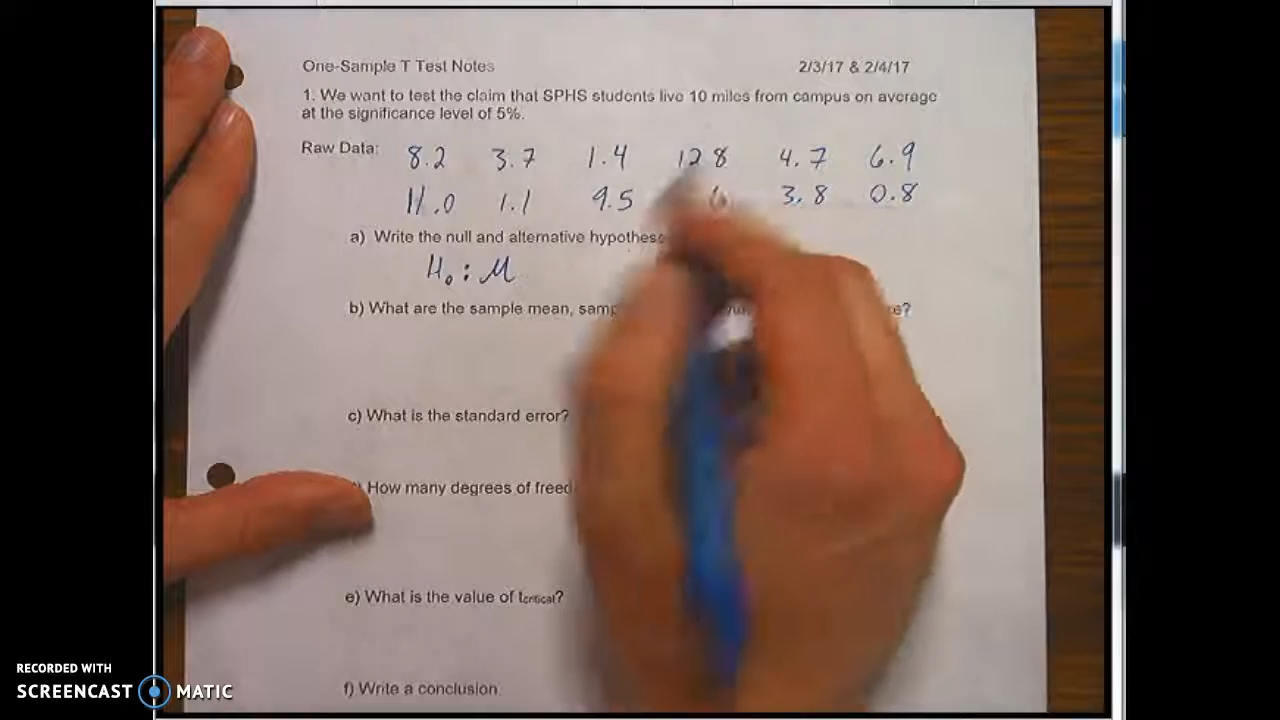 One-Sample T Test Notes 2/3/17 & 2/4/17
1. We want to test the claim that SPHS students live 10 miles from campus on average
at the significance level of 5%.
Raw Data: 8.2 3.7 1.4 12.8 4.7 6.9
11.0 1.1 9.5 3.8 0.8
a) Write the null and alternative
H₀ : μ
b) What are the sample mean,
c) What is the standard error?
How many degrees of
e) What is the value of tcritical?
f) Write a conclusion
RECORDED WITH
SCREENCAST MATIC